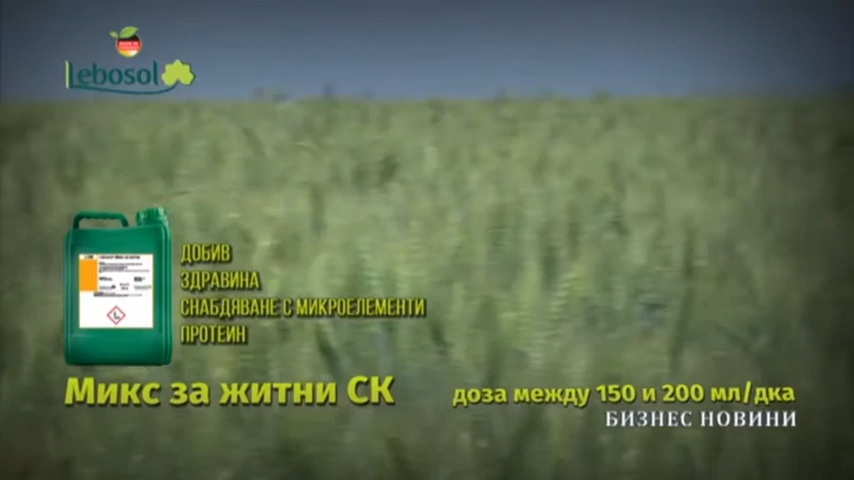 Lebosol
ДОБИВ
ЗДРАВИНА
СНАБДЯВАНЕ С МИКРОЕЛЕМЕНТИ
ПРОТЕИН
Микс за житни СК
доза между 150 и 200 мл/дка
БИЗНЕС НОВИНИ